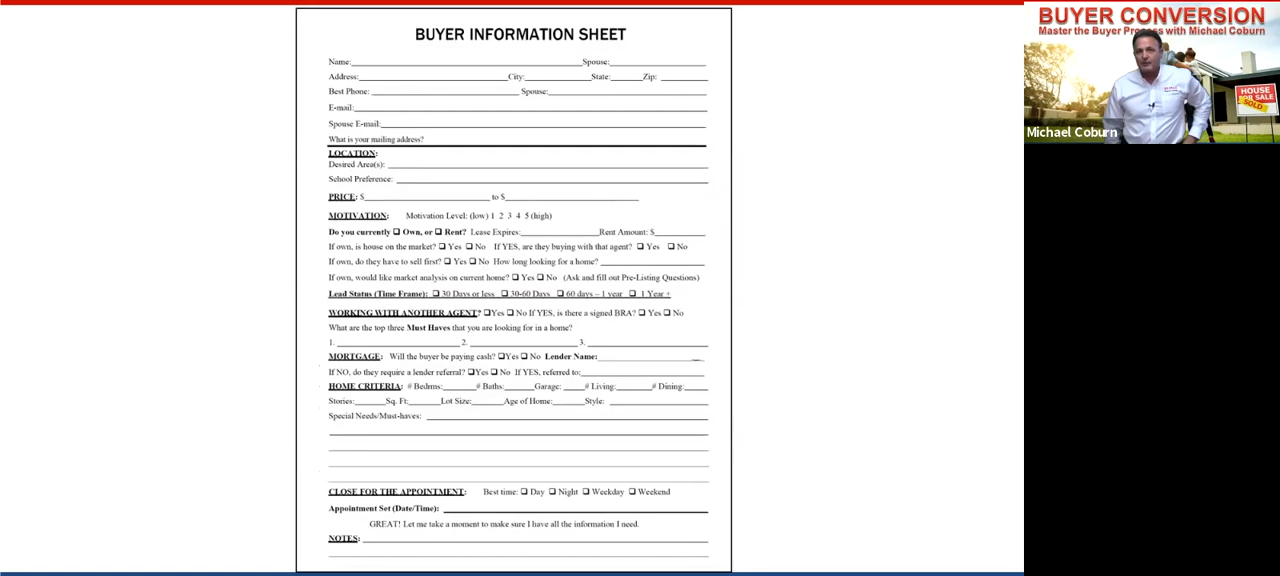 BUYER INFORMATION SHEET
Name: Spouse:
Address: City: State: Zip:
Best Phone: Spouse:
E-mail:
Spouse E-mail:
What is your mailing address?
LOCATION:
Desired Area(s):
School Preference:
PRICE: $ to $
MOTIVATION: Motivation Level: (low) 1 2 3 4 5 (high)
Do you currently ❑ Own, or ❑ Rent? Lease Expires: Rent Amount: $
If own, is house on the market? ❑ Yes ❑ No If YES, are they buying with that agent? ❑ Yes ❑ No
If own, do they have to sell first? ❑ Yes ❑ No How long looking for a home?
If own, would like market analysis on current home? ❑ Yes ❑ No (Ask and fill out Pre-Listing Questions)
Lead Status (Time Frame): ❑ 30 Days or less ❑ 30-60 Days ❑ 60 days – 1 year ❑ 1 Year +
WORKING WITH ANOTHER AGENT? ❑Yes ❑ No If YES, is there a signed BRA? ❑ Yes ❑ No
What are the top three Must Haves that you are looking for in a home?
1. 2. 3.
MORTGAGE: Will the buyer be paying cash? ❑Yes ❑ No Lender Name:
If NO, do they require a lender referral? ❑Yes ❑ No If YES, referred to:
HOME CRITERIA: # Bedrms: # Baths: Garage: # Living: # Dining:
Stories: Sq. Ft: Lot Size: Age of Home: Style:
Special Needs/Must-haves:
CLOSE FOR THE APPOINTMENT: Best time: ❑ Day ❑ Night ❑ Weekday ❑ Weekend
Appointment Set (Date/Time):
GREAT! Let me take a moment to make sure I have all the information I need.
NOTES:
BUYER CONVERSION
Master the Buyer Process with Michael Coburn
HOUSE
FOR SALE
SOLD
Michael Coburn